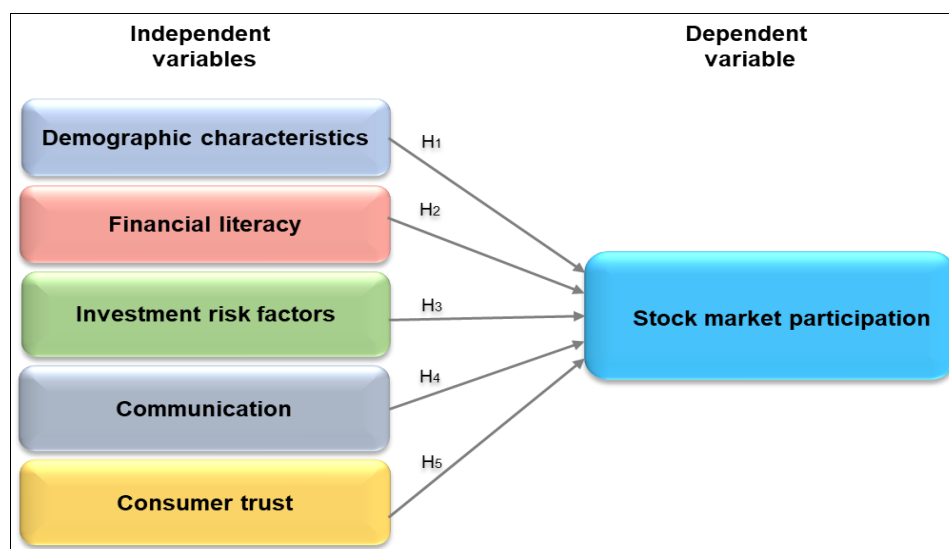 Independent
variables
Dependent
variable
Demographic characteristics
H1
Financial literacy
H2
Investment risk factors
H3
Stock market participation
Communication
H4
Consumer trust
H5